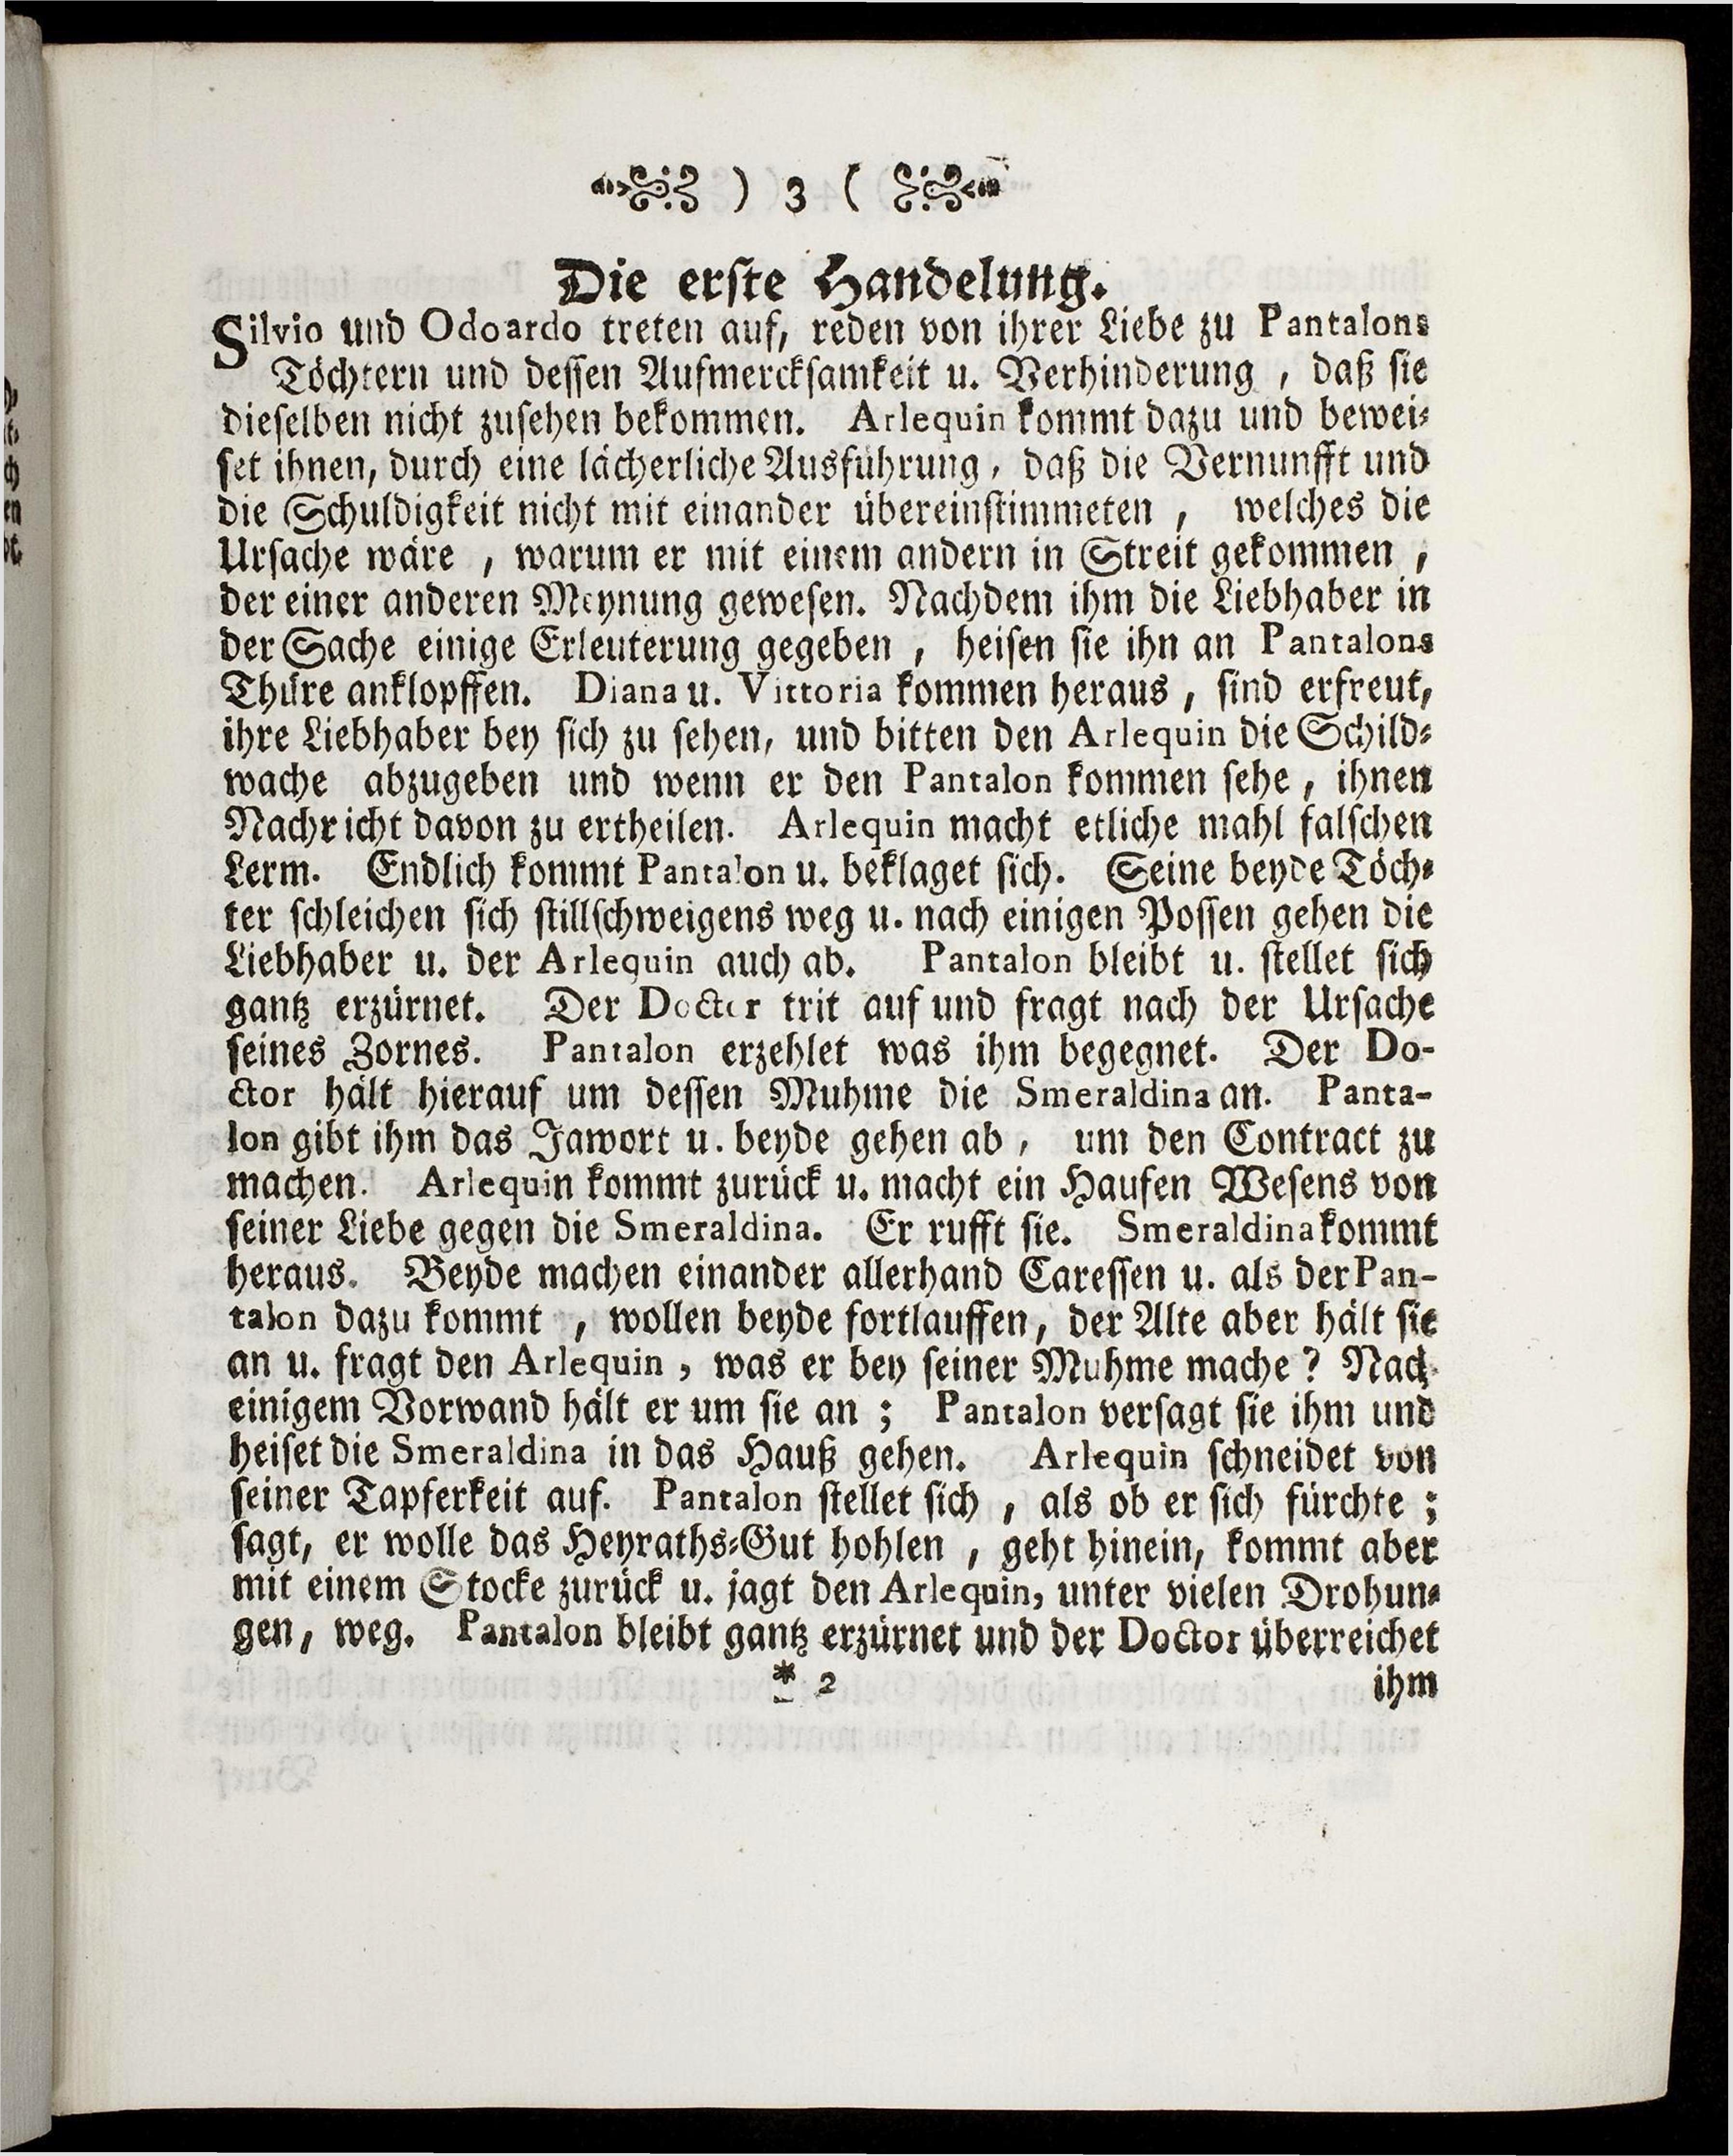 ) 3 (
Die erste Handelung.
Silvio und Odoardo treten auf, reden von ihrer Liebe zu Pantalons
Töchtern und dessen Aufmercksamkeit u. Verhinderung, daß sie
dieselben nicht zusehen bekommen. Arlequin kommt dazu und bewei-
set ihnen, durch eine lächerliche Ausführung, daß die Vernunfft und
die Schuldigkeit nicht mit einander übereinstimmeten, welches die
Ursache wäre, warum er mit einem andern in Streit gekommen,
der einer anderen Meynung gewesen. Nachdem ihm die Liebhaber in
der Sache einige Erleuterung gegeben, heisen sie ihn an Pantalons
Thüre anklopffen. Diana u. Vittoria kommen heraus, sind erfreut,
ihre Liebhaber bey sich zu sehen, und bitten den Arlequin die Schild-
wache abzugeben und wenn er den Pantalon kommen sehe, ihnen
Nachricht davon zu ertheilen. Arlequin macht etliche mahl falschen
Lerm. Endlich kommt Pantalon u. beklaget sich. Seine beyde Töch-
ter schleichen sich stillschweigens weg u. nach einigen Possen gehen die
Liebhaber u. der Arlequin auch ab. Pantalon bleibt u. stellet sich
gantz erzürnet. Der Doctor trit auf und fragt nach der Ursache
seines Zornes. Pantalon erzehlet was ihm begegnet. Der Do-
ctor hält hierauf um dessen Muhme die Smeraldina an. Panta-
lon gibt ihm das Jawort u. beyde gehen ab, um den Contract zu
machen. Arlequin kommt zurück u. macht ein Haufen Wesens von
seiner Liebe gegen die Smeraldina. Er rufft sie. Smeraldina kommt
heraus. Beyde machen einander allerhand Caressen u. als der Pan-
talon dazu kommt, wollen beyde fortlauffen, der Alte aber hält sie
an u. fragt den Arlequin, was er bey seiner Muhme mache? Nach
einigem Vorwand hält er um sie an; Pantalon versagt sie ihm und
heiset die Smeraldina in das Hauß gehen. Arlequin schneidet von
seiner Tapferkeit auf. Pantalon stellet sich, als ob er sich fürchte;
sagt, er wolle das Heyraths-Gut hohlen, geht hinein, kommt aber
mit einem Stocke zurück u. jagt den Arlequin, unter vielen Drohun-
gen, weg. Pantalon bleibt gantz erzürnet und der Doctor überreichet
* 2 ihm